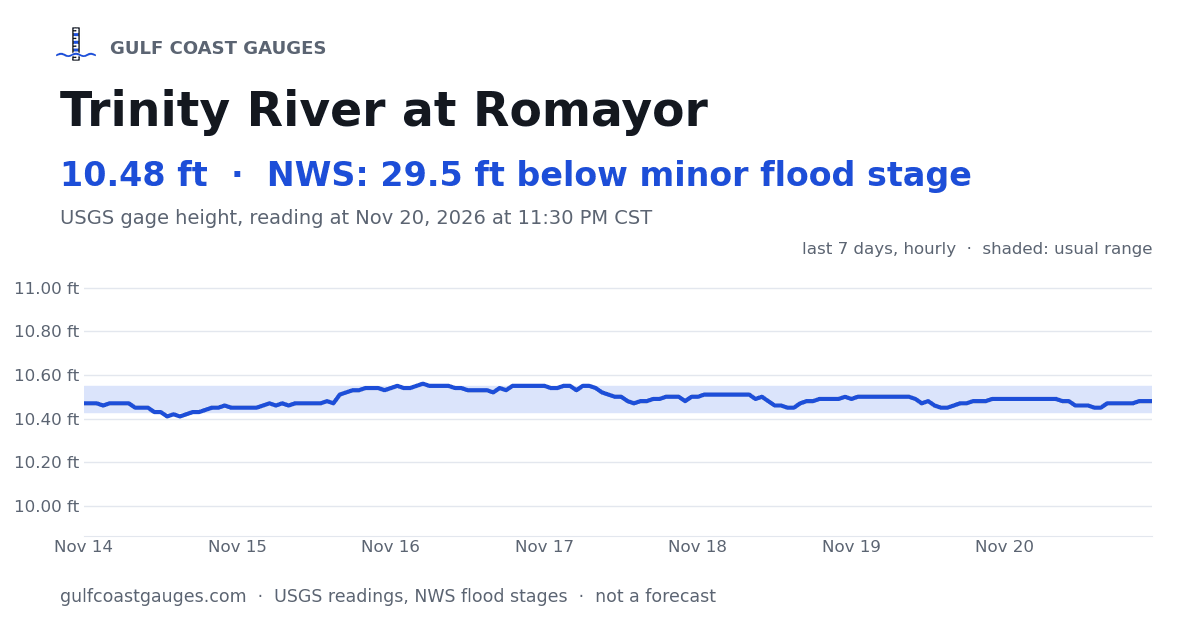 GULF COAST GAUGES
Trinity River at Romayor
10.48 ft · NWS: 29.5 ft below minor flood stage
USGS gage height, reading at Nov 20, 2026 at 11:30 PM CST
last 7 days, hourly · shaded: usual range
11.00 ft
10.80 ft
10.60 ft
10.40 ft
10.20 ft
10.00 ft
Nov 14 Nov 15 Nov 16 Nov 17 Nov 18 Nov 19 Nov 20
gulfcoastgauges.com · USGS readings, NWS flood stages · not a forecast